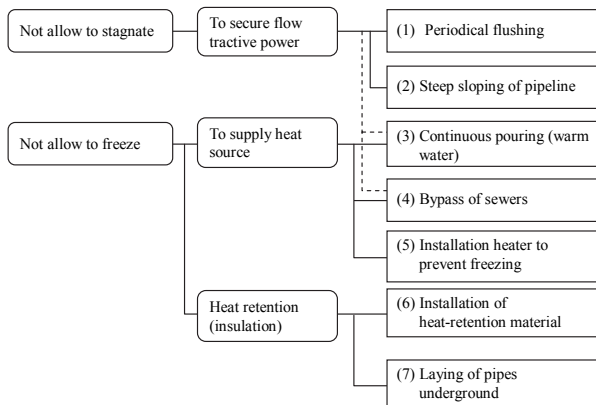 Not allow to stagnate
To secure flow
tractive power
(1) Periodical flushing
(2) Steep sloping of pipeline
Not allow to freeze
To supply heat
source
(3) Continuous pouring (warm
water)
(4) Bypass of sewers
(5) Installation heater to
prevent freezing
Heat retention
(insulation)
(6) Installation of
heat-retention material
(7) Laying of pipes
underground